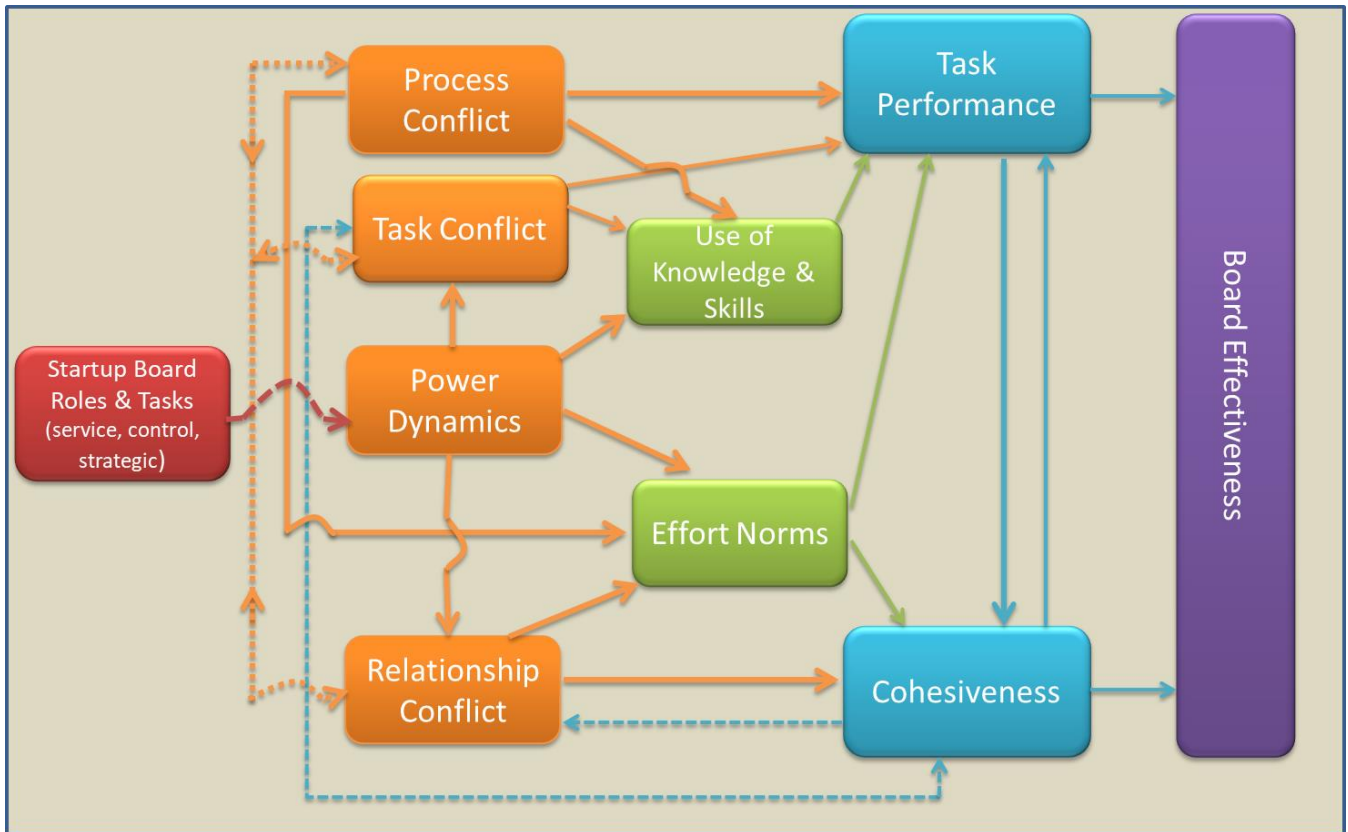 Process
Conflict
Task
Performance
Task Conflict
Use of
Knowledge &
Skills
Startup Board
Roles & Tasks
(service, control,
strategic)
Power
Dynamics
Effort Norms
Relationship
Conflict
Cohesiveness
Board Effectiveness